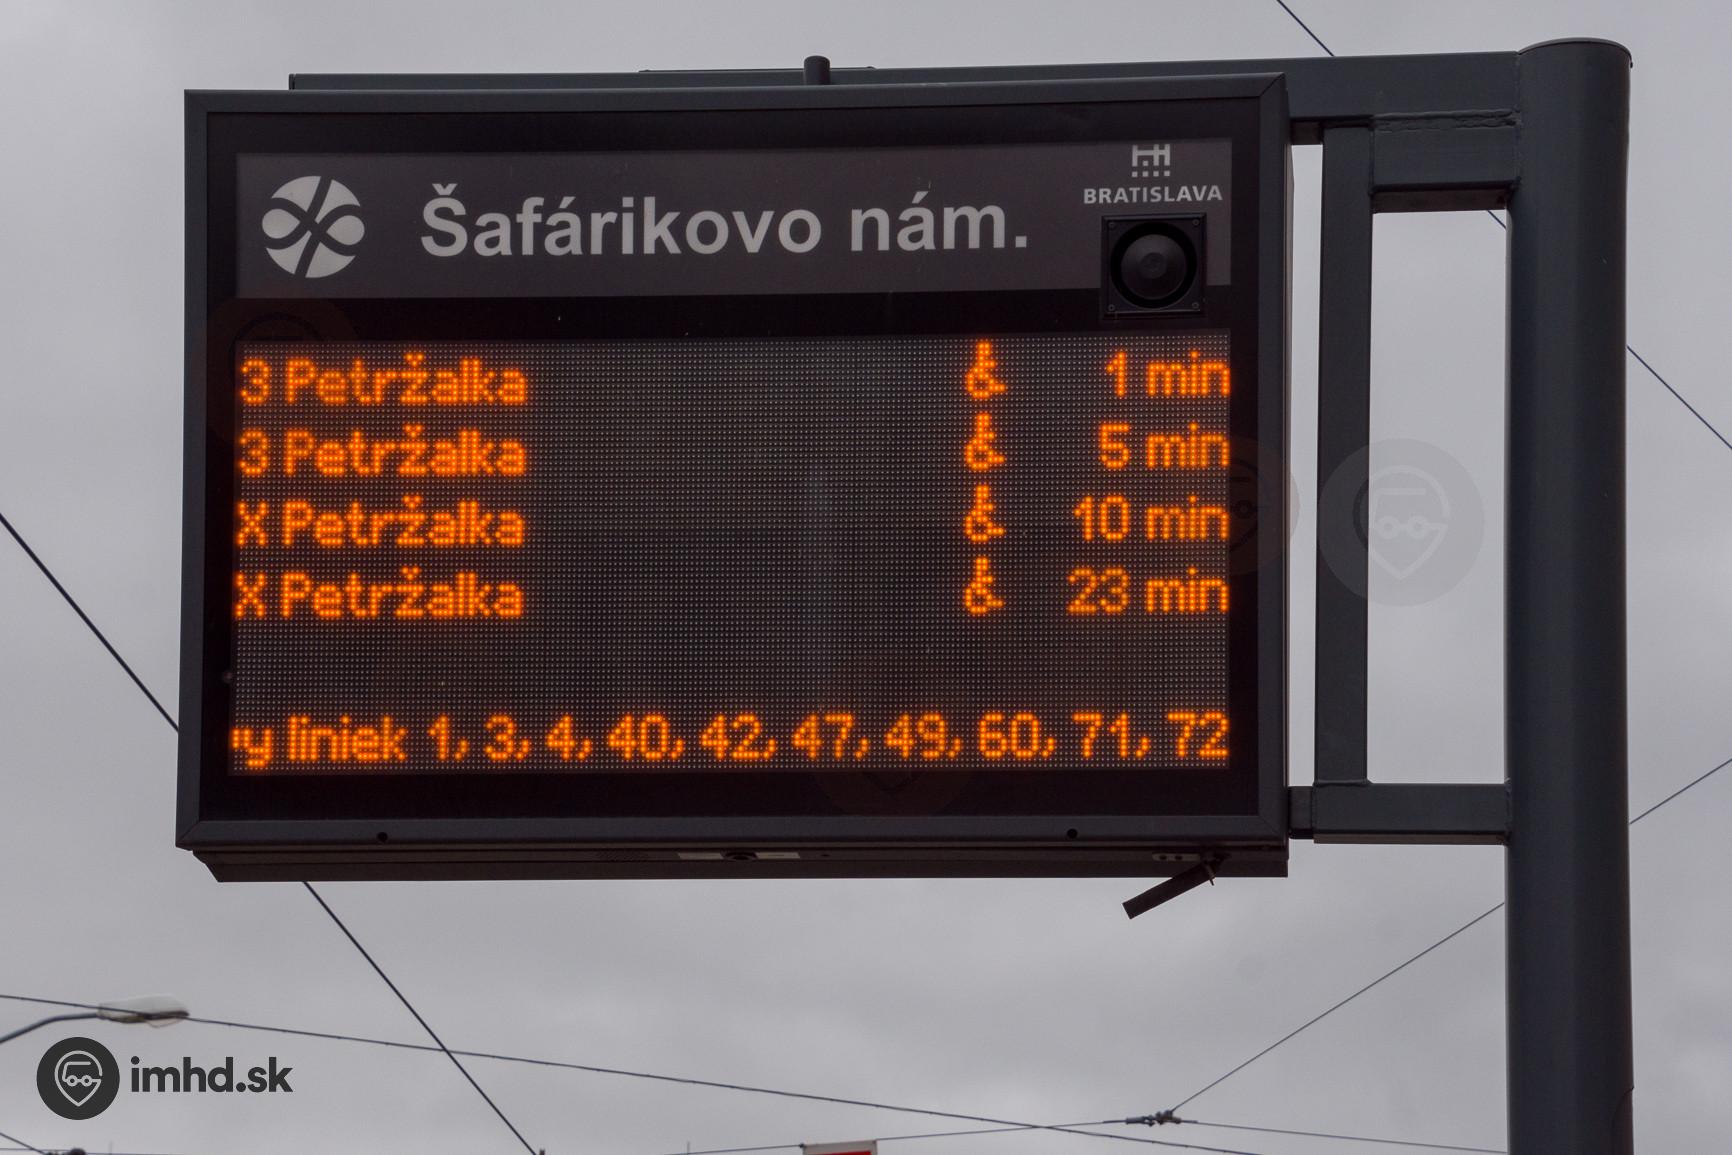 Šafárikovo nám.
BRATISLAVA
3 Petržalka 1 min
3 Petržalka 5 min
X Petržalka 10 min
X Petržalka 23 min
y liniek 1, 3, 4, 40, 42, 47, 49, 60, 71, 72
imhd.sk